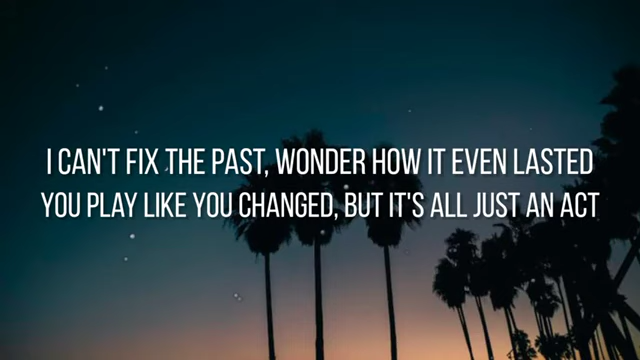 I CAN'T FIX THE PAST, WONDER HOW IT EVEN LASTED
YOU PLAY LIKE YOU CHANGED, BUT IT'S ALL JUST AN ACT